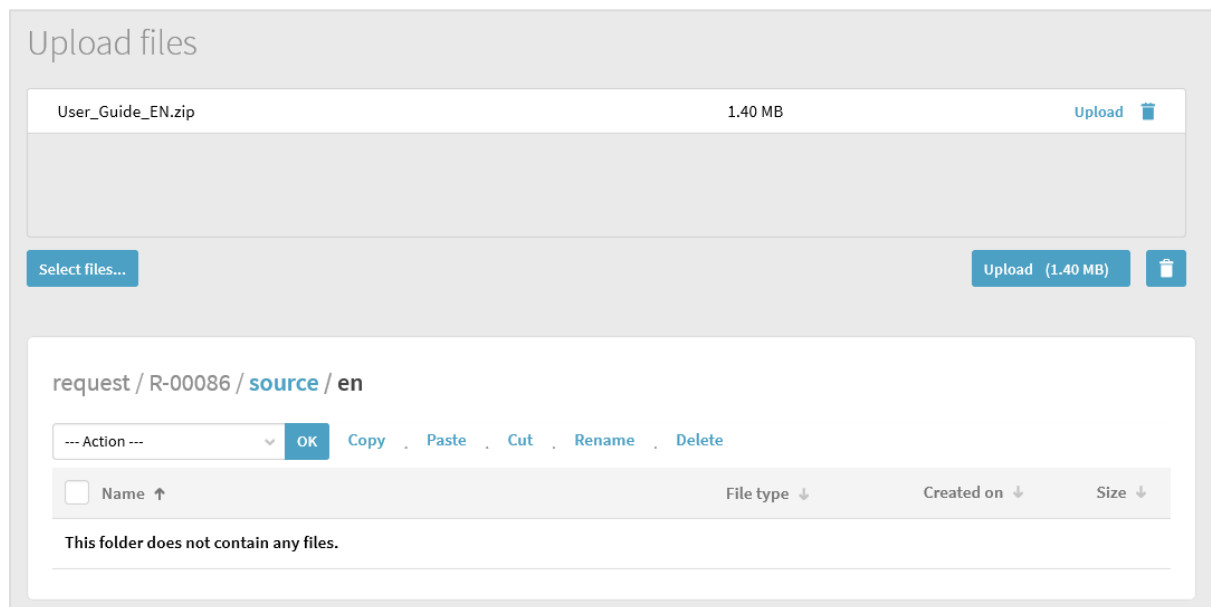 Upload files
User_Guide_EN.zip 1.40 MB Upload
Select files... Upload (1.40 MB)
request / R-00086 / source / en
--- Action --- OK Copy . Paste . Cut . Rename . Delete
Name ↑ File type ↓ Created on ↓ Size ↓
This folder does not contain any files.